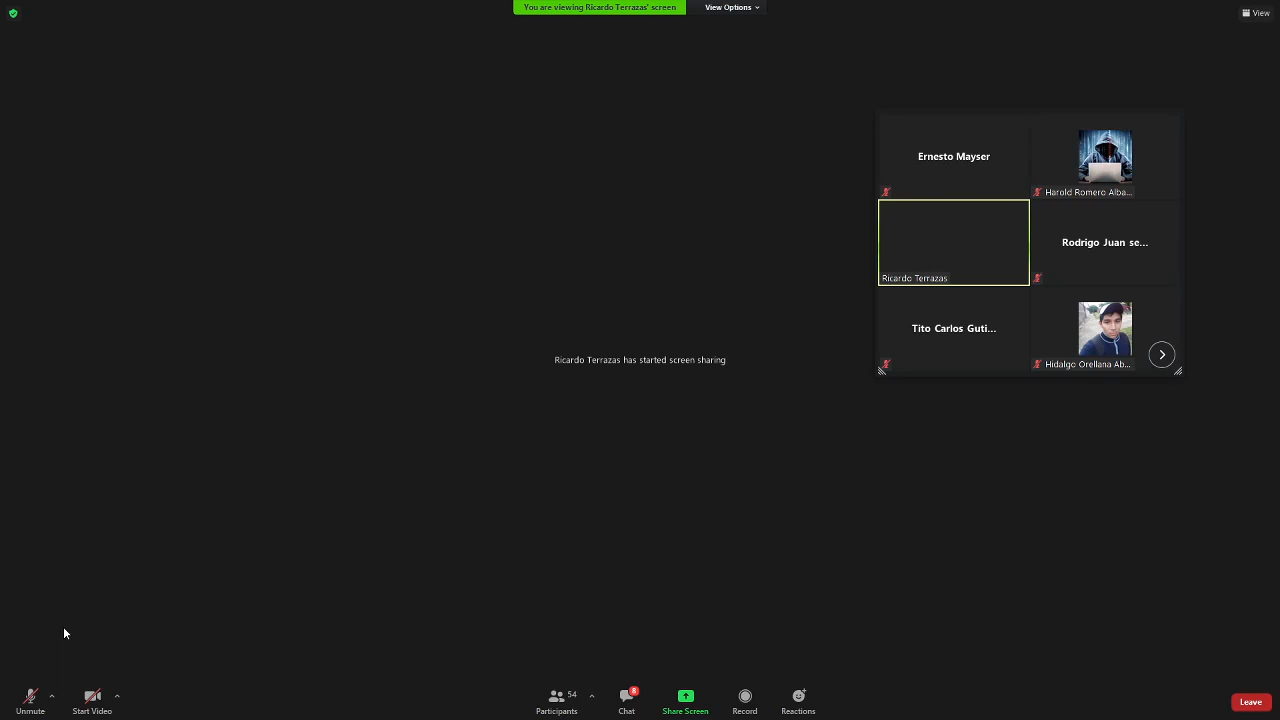 You are viewing Ricardo Terrazas' screen
View Options
View
Ernesto Mayser
Harold Romero Alba...
Ricardo Terrazas
Rodrigo Juan se...
Tito Carlos Guti...
Hidalgo Orellana Ab...
Ricardo Terrazas has started screen sharing
Unmute
Start Video
54
Participants
8
Chat
Share Screen
Record
Reactions
Leave